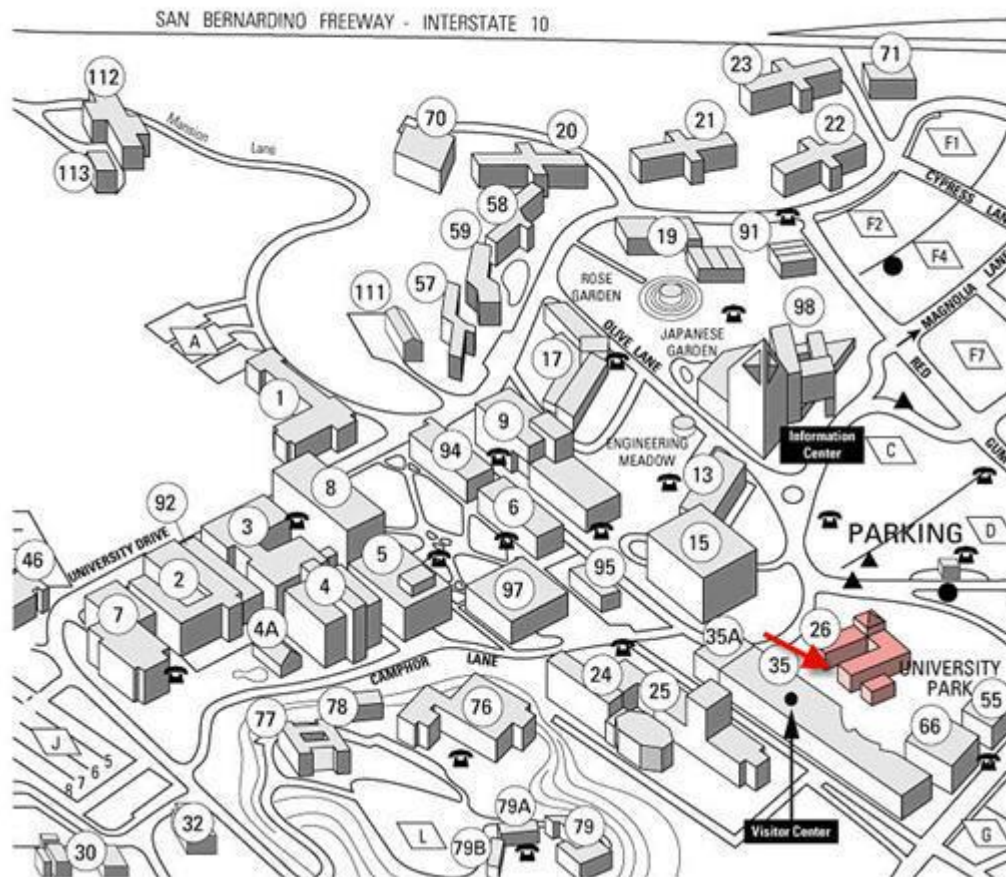 SAN BERNARDINO FREEWAY - INTERSTATE 10
112
113
Mansion
Lane
70
20
21
23
71
22
F1
CYPRESS LANE
F2
F4
58
59
57
111
19
91
ROSE
GARDEN
OLIVE LANE
JAPANESE
GARDEN
98
MAGNOLIA LANE
F7
RED
GUM
A
1
17
9
94
ENGINEERING
MEADOW
Information
Center
C
13
8
6
92
3
UNIVERSITY DRIVE
46
2
5
4
97
95
15
PARKING
D
7
4A
CAMPHOR
LANE
35A
26
35
UNIVERSITY
PARK
55
24
25
66
78
77
76
J
5
6
7
8
32
30
L
79A
79
79B
Visitor Center
G